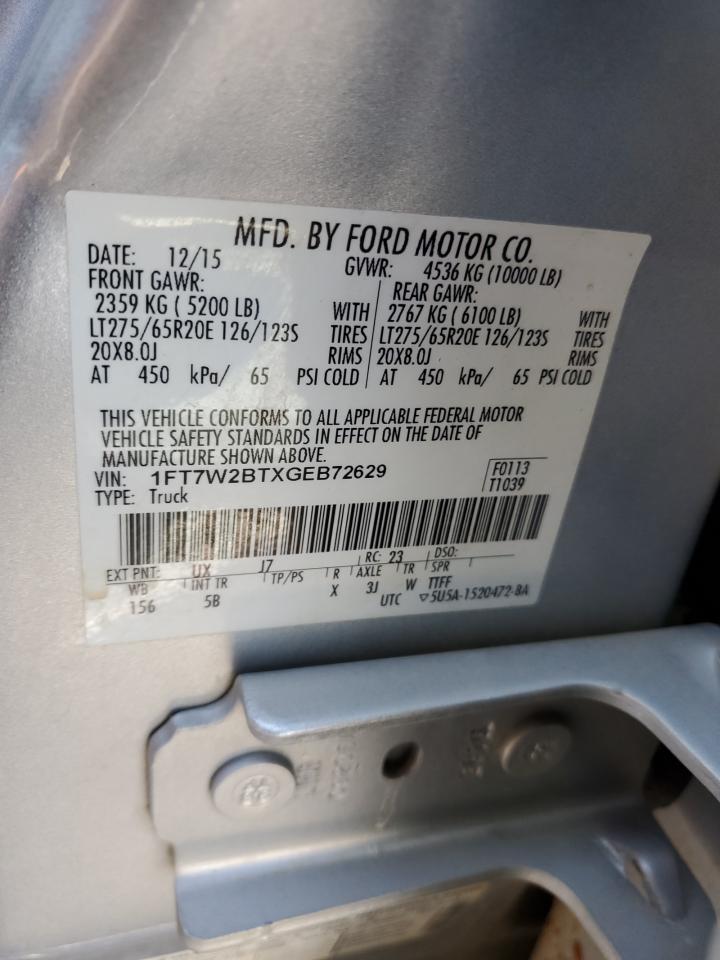 MFD. BY FORD MOTOR CO.
DATE: 12/15 GVWR: 4536 KG (10000 LB)
FRONT GAWR: REAR GAWR:
2359 KG ( 5200 LB) WITH 2767 KG ( 6100 LB) WITH
LT275/65R20E 126/123S TIRES LT275/65R20E 126/123S TIRES
20X8.0J RIMS 20X8.0J RIMS
AT 450 kPa/ 65 PSI COLD AT 450 kPa/ 65 PSI COLD
THIS VEHICLE CONFORMS TO ALL APPLICABLE FEDERAL MOTOR
VEHICLE SAFETY STANDARDS IN EFFECT ON THE DATE OF
MANUFACTURE SHOWN ABOVE.
VIN: 1FT7W2BTXGEB72629 F0113
TYPE: Truck T1039
EXT PNT: UX J7 RC: 23 DSO:
WB INT TR TP/PS R AXLE TR SPR
156 5B X 3J W TTFF
UTC ▽5U5A-1520472-BA